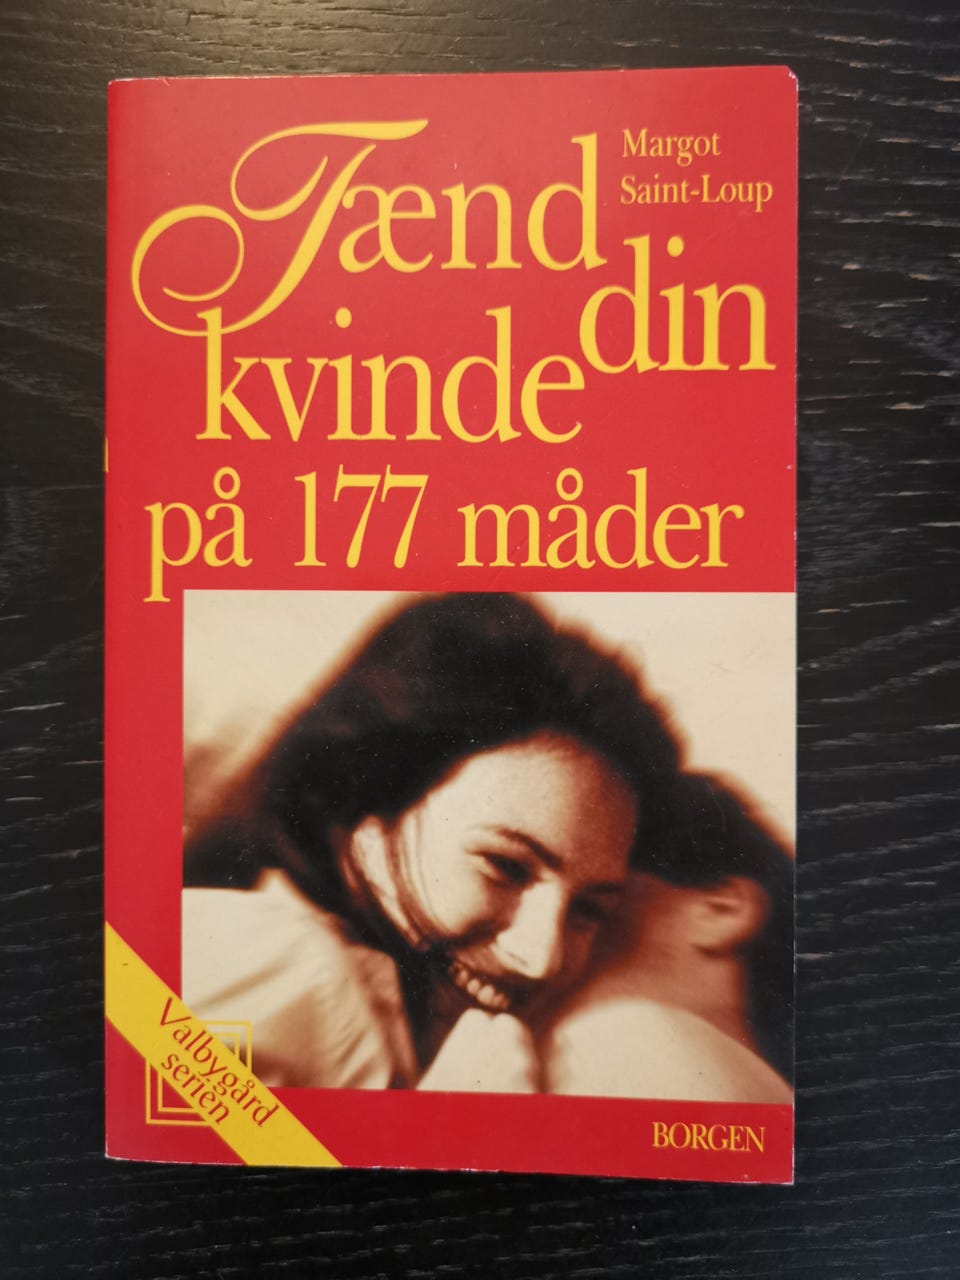 Margot
Saint-Loup
Tænd
din
kvinde
på 177 måder
Valbygård
serien
BORGEN